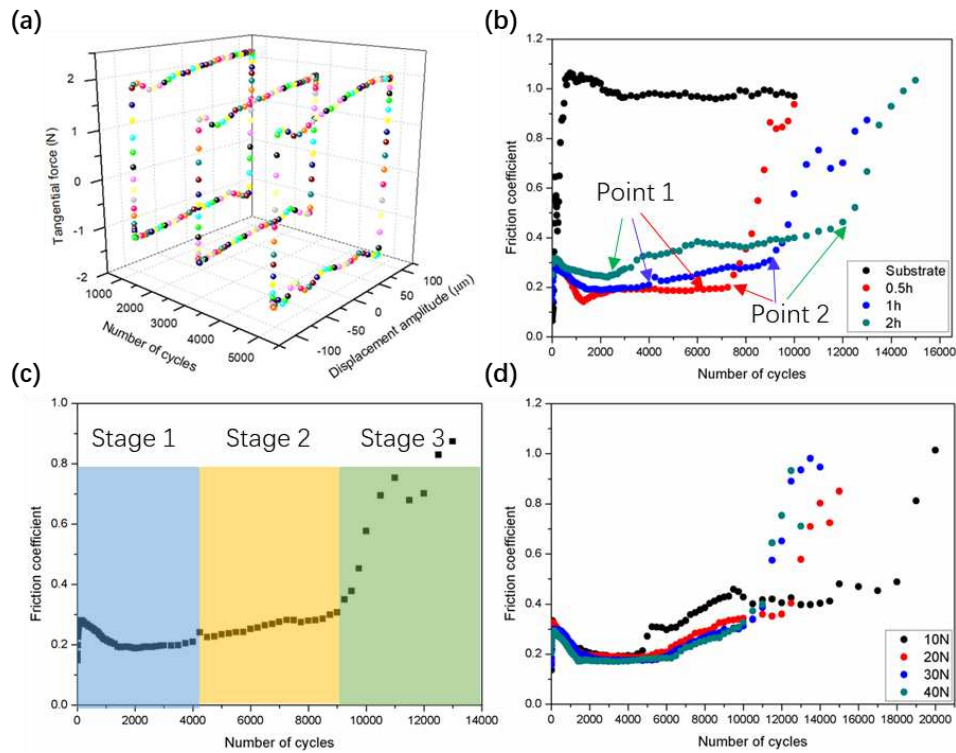 (a)
2
1
0
-1
-2
Tangential force (N)
1000
2000
3000
4000
5000
Number of cycles
-100
-50
0
50
100
Displacement amplitude (μm)
(b)
1.2
1.0
0.8
0.6
0.4
0.2
0.0
Friction coefficient
Point 1
Point 2
Substrate
0.5h
1h
2h
0 2000 4000 6000 8000 10000 12000 14000 16000
Number of cycles
(c)
1.0
0.8
0.6
0.4
0.2
0.0
Friction coefficient
Stage 1 Stage 2 Stage 3
0 2000 4000 6000 8000 10000 12000 14000
Number of cycles
(d)
1.2
1.0
0.8
0.6
0.4
0.2
0.0
Friction coefficient
10N
20N
30N
40N
0 2000 4000 6000 8000 10000 12000 14000 16000 18000 20000
Number of cycles